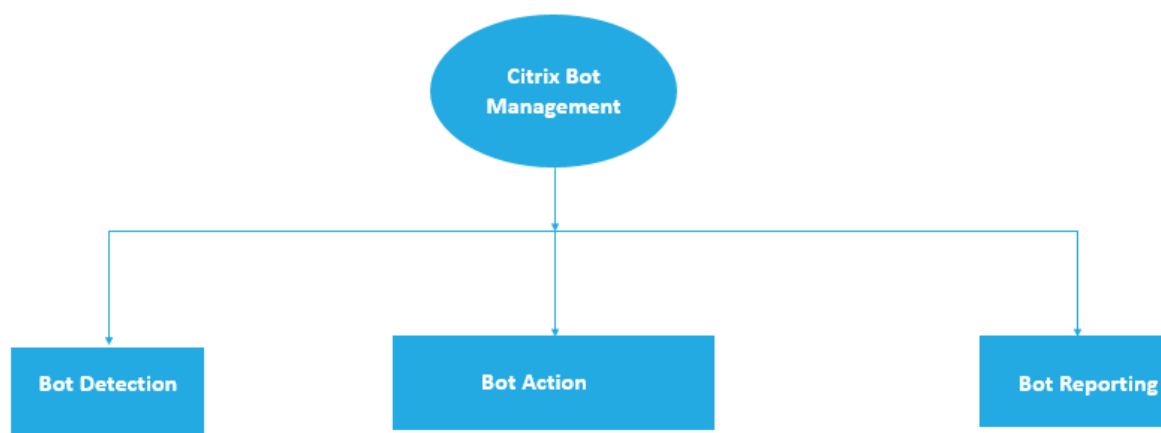 Citrix Bot
Management
Bot Detection
Bot Action
Bot Reporting